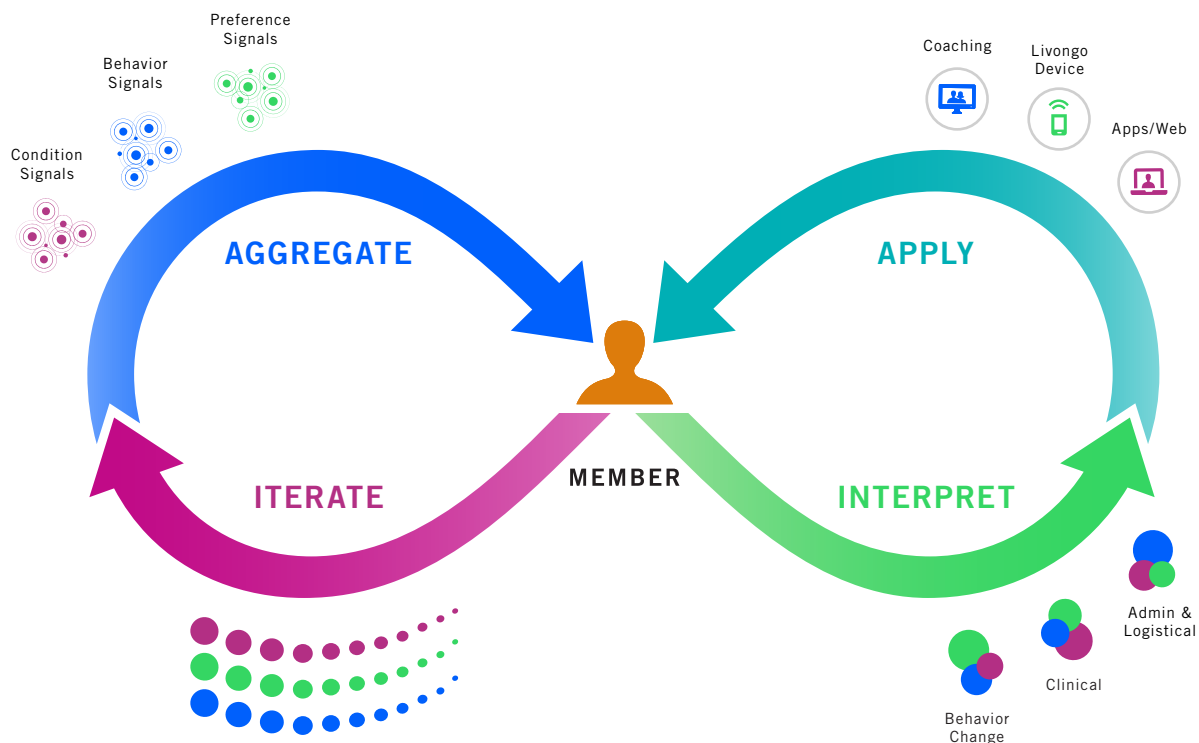 Preference
Signals
Behavior
Signals
Condition
Signals
Coaching
Livongo
Device
Apps/Web
AGGREGATE
APPLY
MEMBER
ITERATE
INTERPRET
Admin &
Logistical
Clinical
Behavior
Change